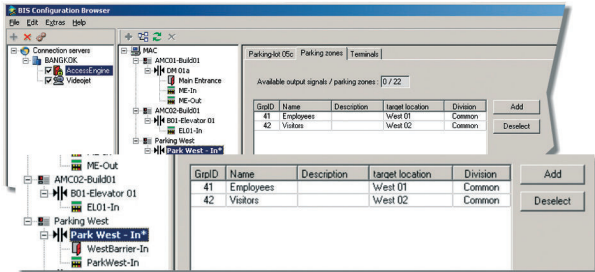 BIS Configuration Browser
File Edit Extras Help
Connection servers
BANGKOK
AccessEngine
Videojet
MAC
AMC01-Build01
DM 01a
Main Entrance
ME-In
ME-Out
AMC02-Build01
B01-Elevator 01
EL01-In
Parking West
Park West - In*
Parking-lot 05c Parking zones Terminals
Available output signals / parking zones : 0 / 22
GrpID Name Description target location Division Add
41 Employees West 01 Common
42 Visitors West 02 Common Deselect
ME-Out
AMC02-Build01
B01-Elevator 01
EL01-In
Parking West
Park West - In*
WestBarrier-In
ParkWest-In
GrpID Name Description target location Division Add
41 Employees West 01 Common
42 Visitors West 02 Common Deselect